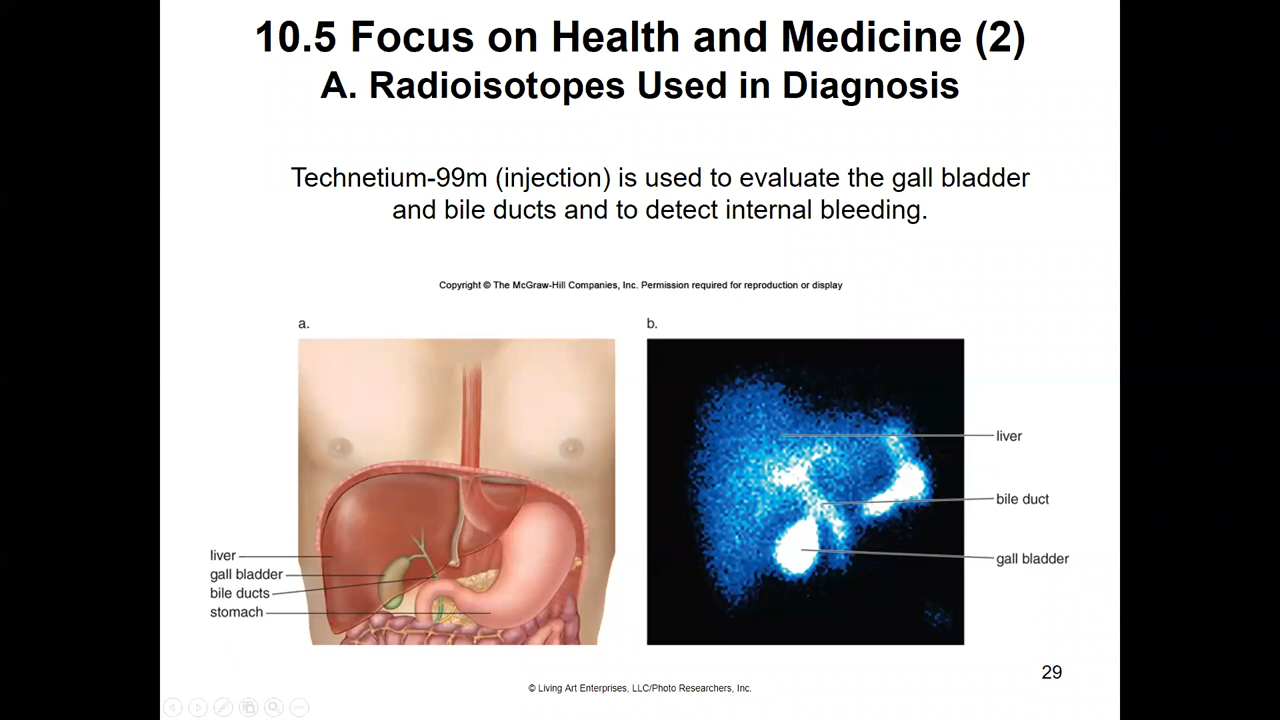 10.5 Focus on Health and Medicine (2)
A. Radioisotopes Used in Diagnosis
Technetium-99m (injection) is used to evaluate the gall bladder
and bile ducts and to detect internal bleeding.
Copyright © The McGraw-Hill Companies, Inc. Permission required for reproduction or display
a.
liver
gall bladder
bile ducts
stomach
b.
liver
bile duct
gall bladder
29
© Living Art Enterprises, LLC/Photo Researchers, Inc.